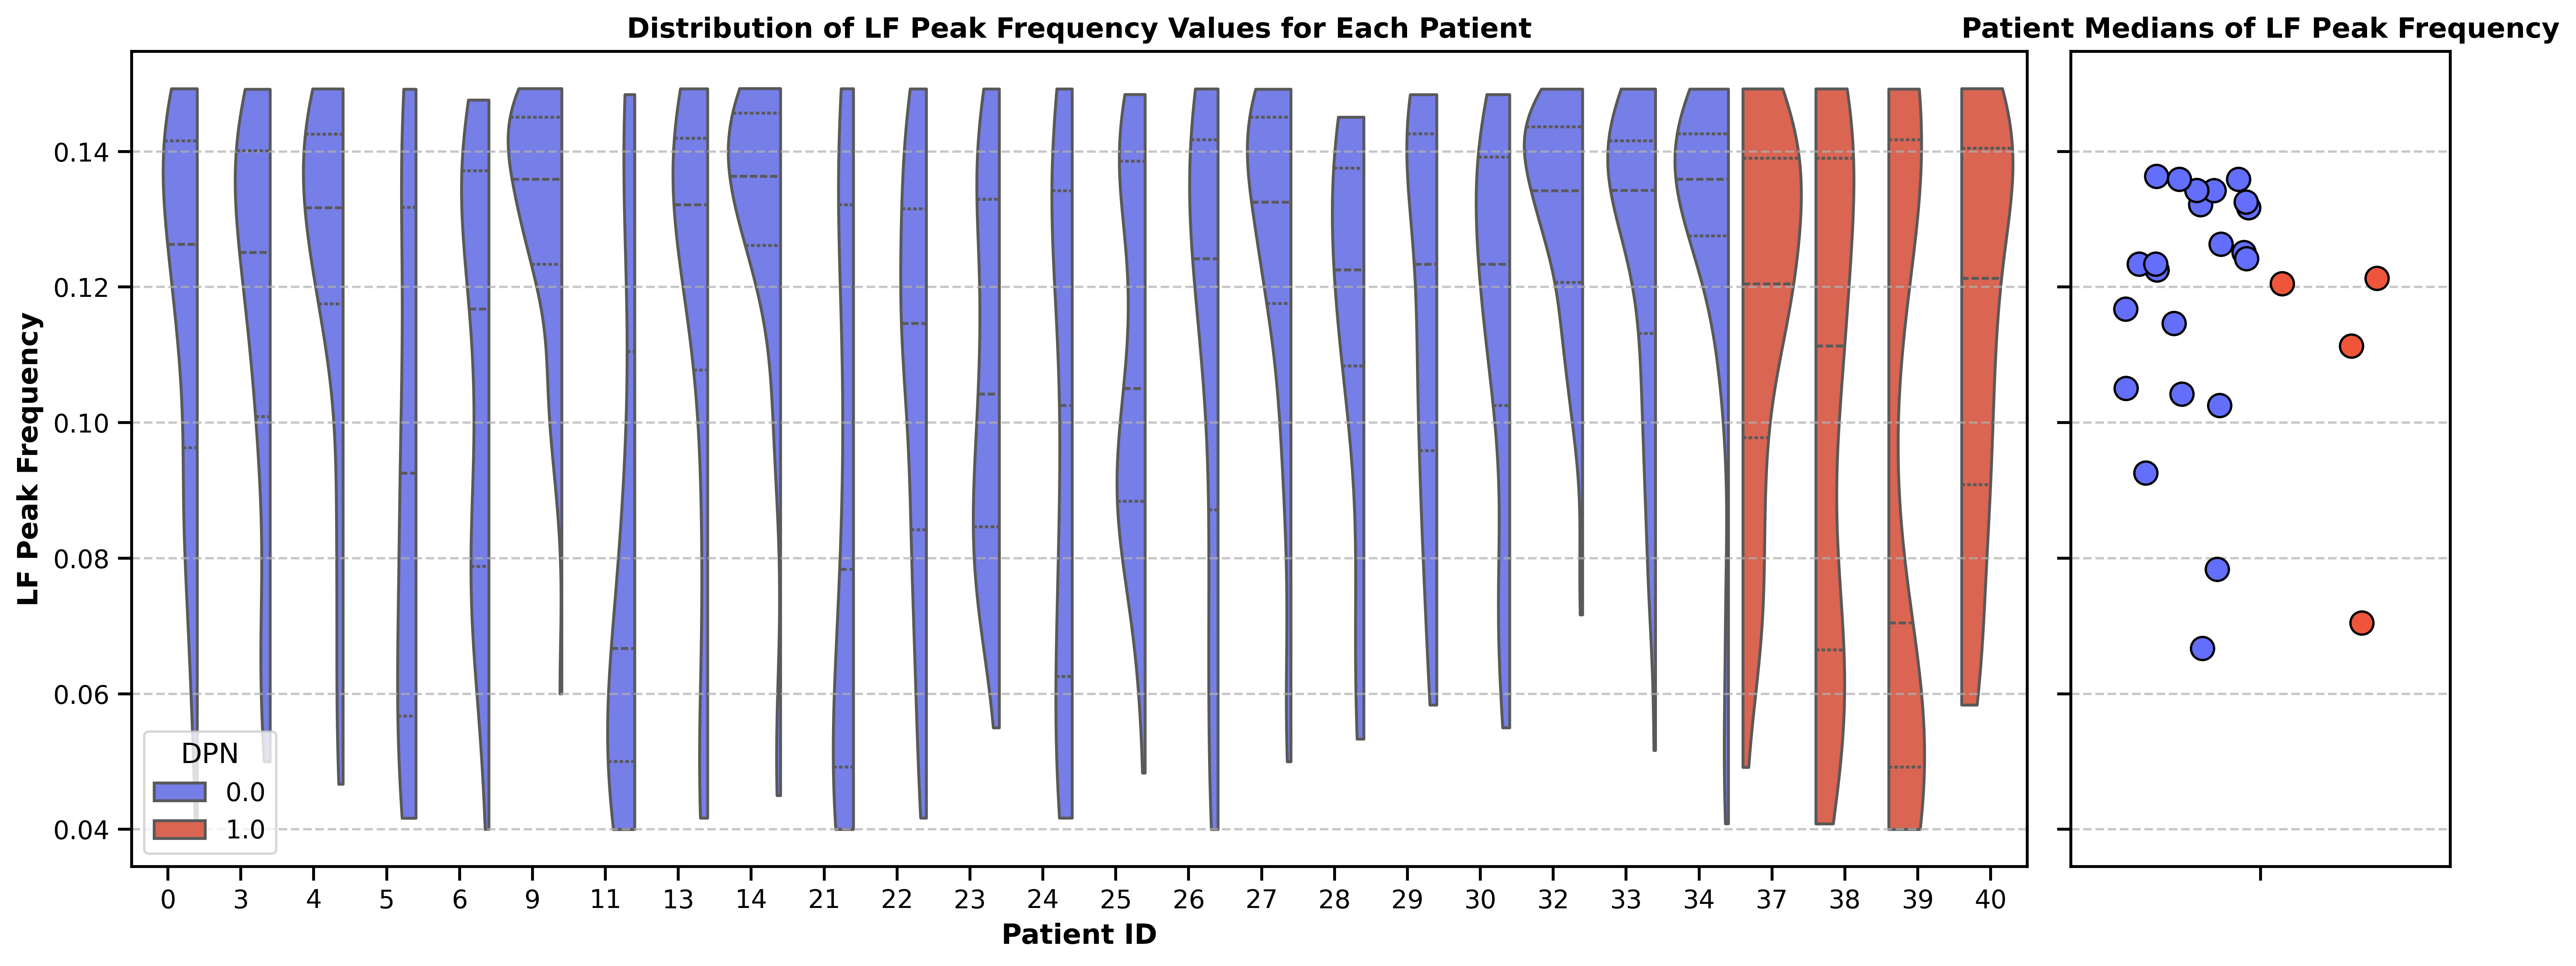 Distribution of LF Peak Frequency Values for Each Patient
Patient Medians of LF Peak Frequency
LF Peak Frequency
0.14
0.12
0.10
0.08
0.06
0.04
DPN
0.0
1.0
0 3 4 5 6 9 11 13 14 21 22 23 24 25 26 27 28 29 30 32 33 34 37 38 39 40
Patient ID